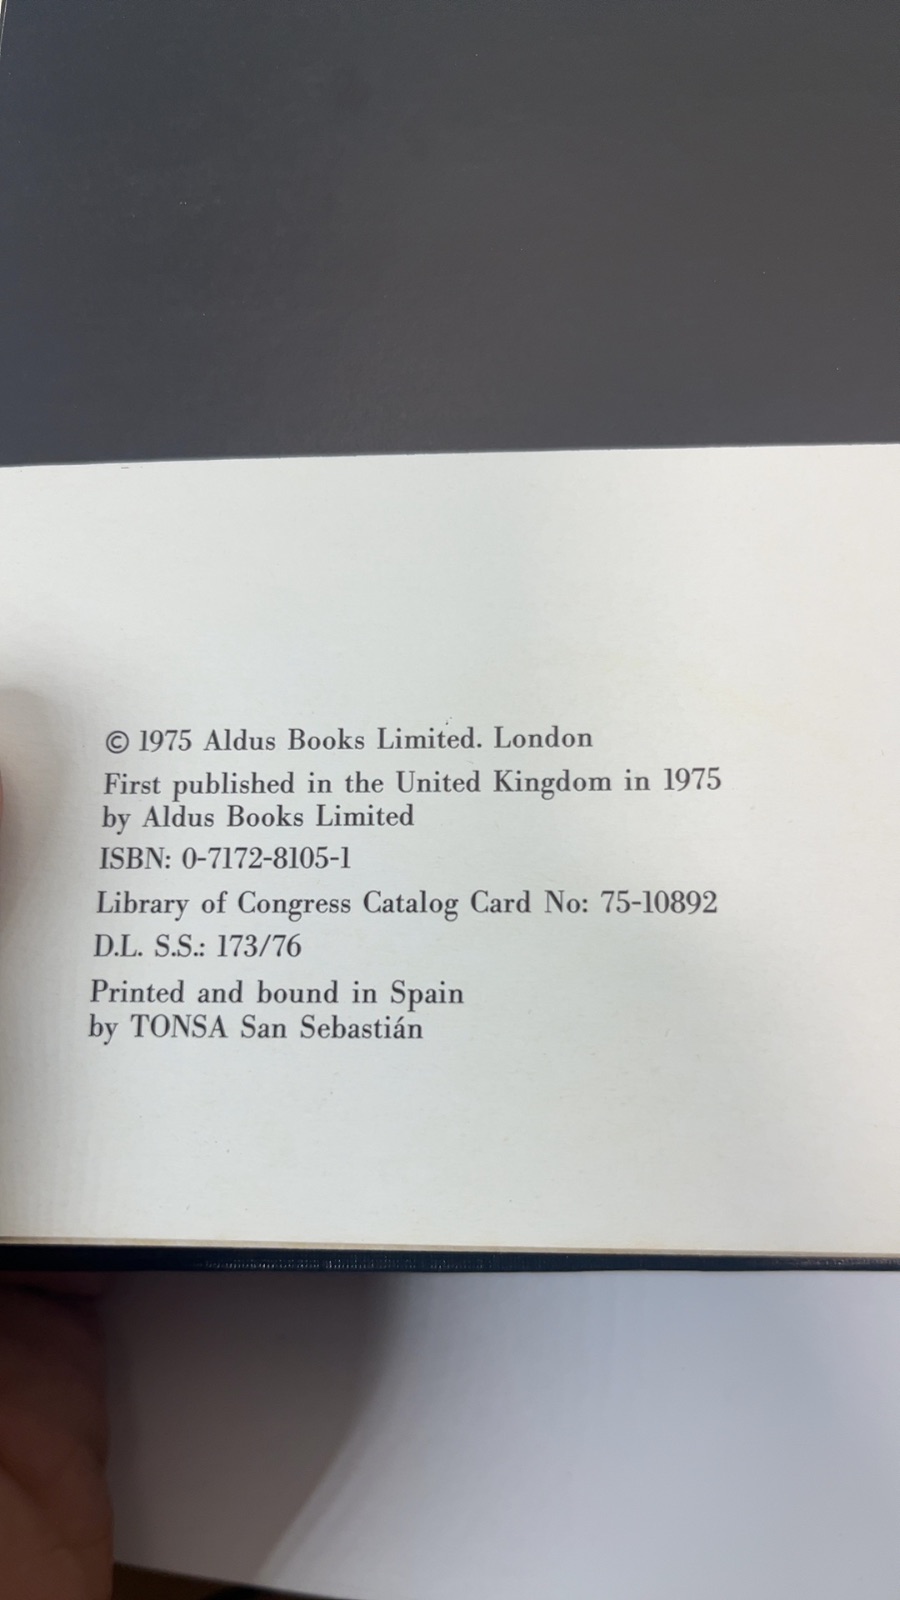 © 1975 Aldus Books Limited. London
First published in the United Kingdom in 1975
by Aldus Books Limited
ISBN: 0-7172-8105-1
Library of Congress Catalog Card No: 75-10892
D.L. S.S.: 173/76
Printed and bound in Spain
by TONSA San Sebastián